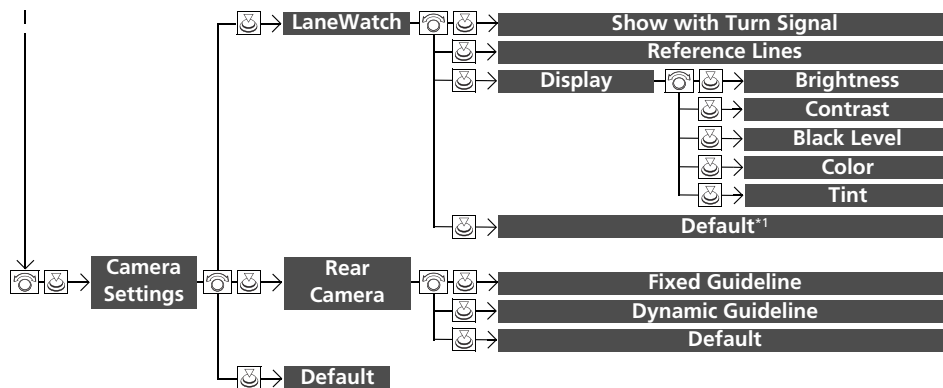 LaneWatch
Show with Turn Signal
Reference Lines
Display
Brightness
Contrast
Black Level
Color
Tint
Default*1
Camera
Settings
Rear
Camera
Fixed Guideline
Dynamic Guideline
Default
Default